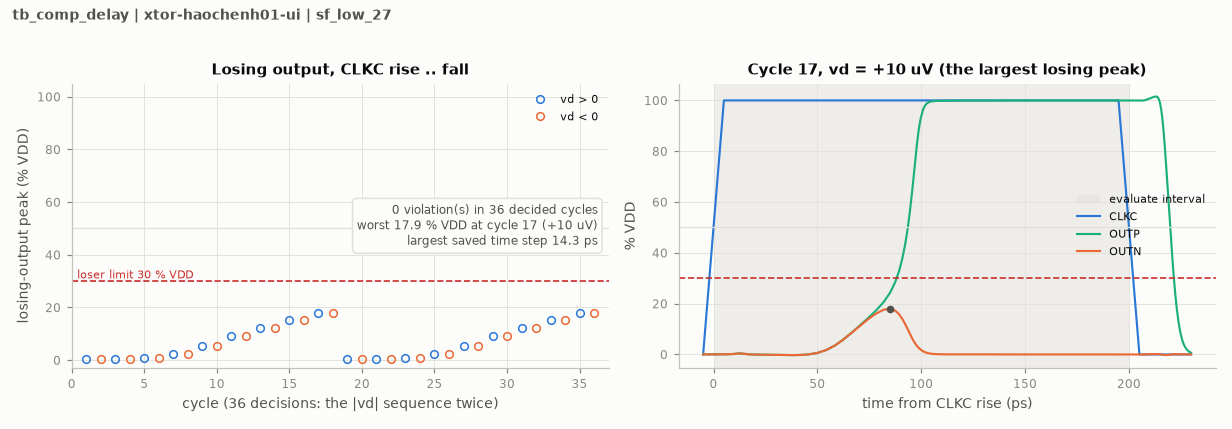 tb_comp_delay | xtor-haochenh01-ui | sf_low_27
Losing output, CLKC rise .. fall
losing-output peak (% VDD)
100
80
60
40
20
0
vd > 0
vd < 0
0 violation(s) in 36 decided cycles
worst 17.9 % VDD at cycle 17 (+10 uV)
largest saved time step 14.3 ps
loser limit 30 % VDD
0 5 10 15 20 25 30 35
cycle (36 decisions: the |vd| sequence twice)
Cycle 17, vd = +10 uV (the largest losing peak)
% VDD
100
80
60
40
20
0
evaluate interval
CLKC
OUTP
OUTN
0 50 100 150 200
time from CLKC rise (ps)